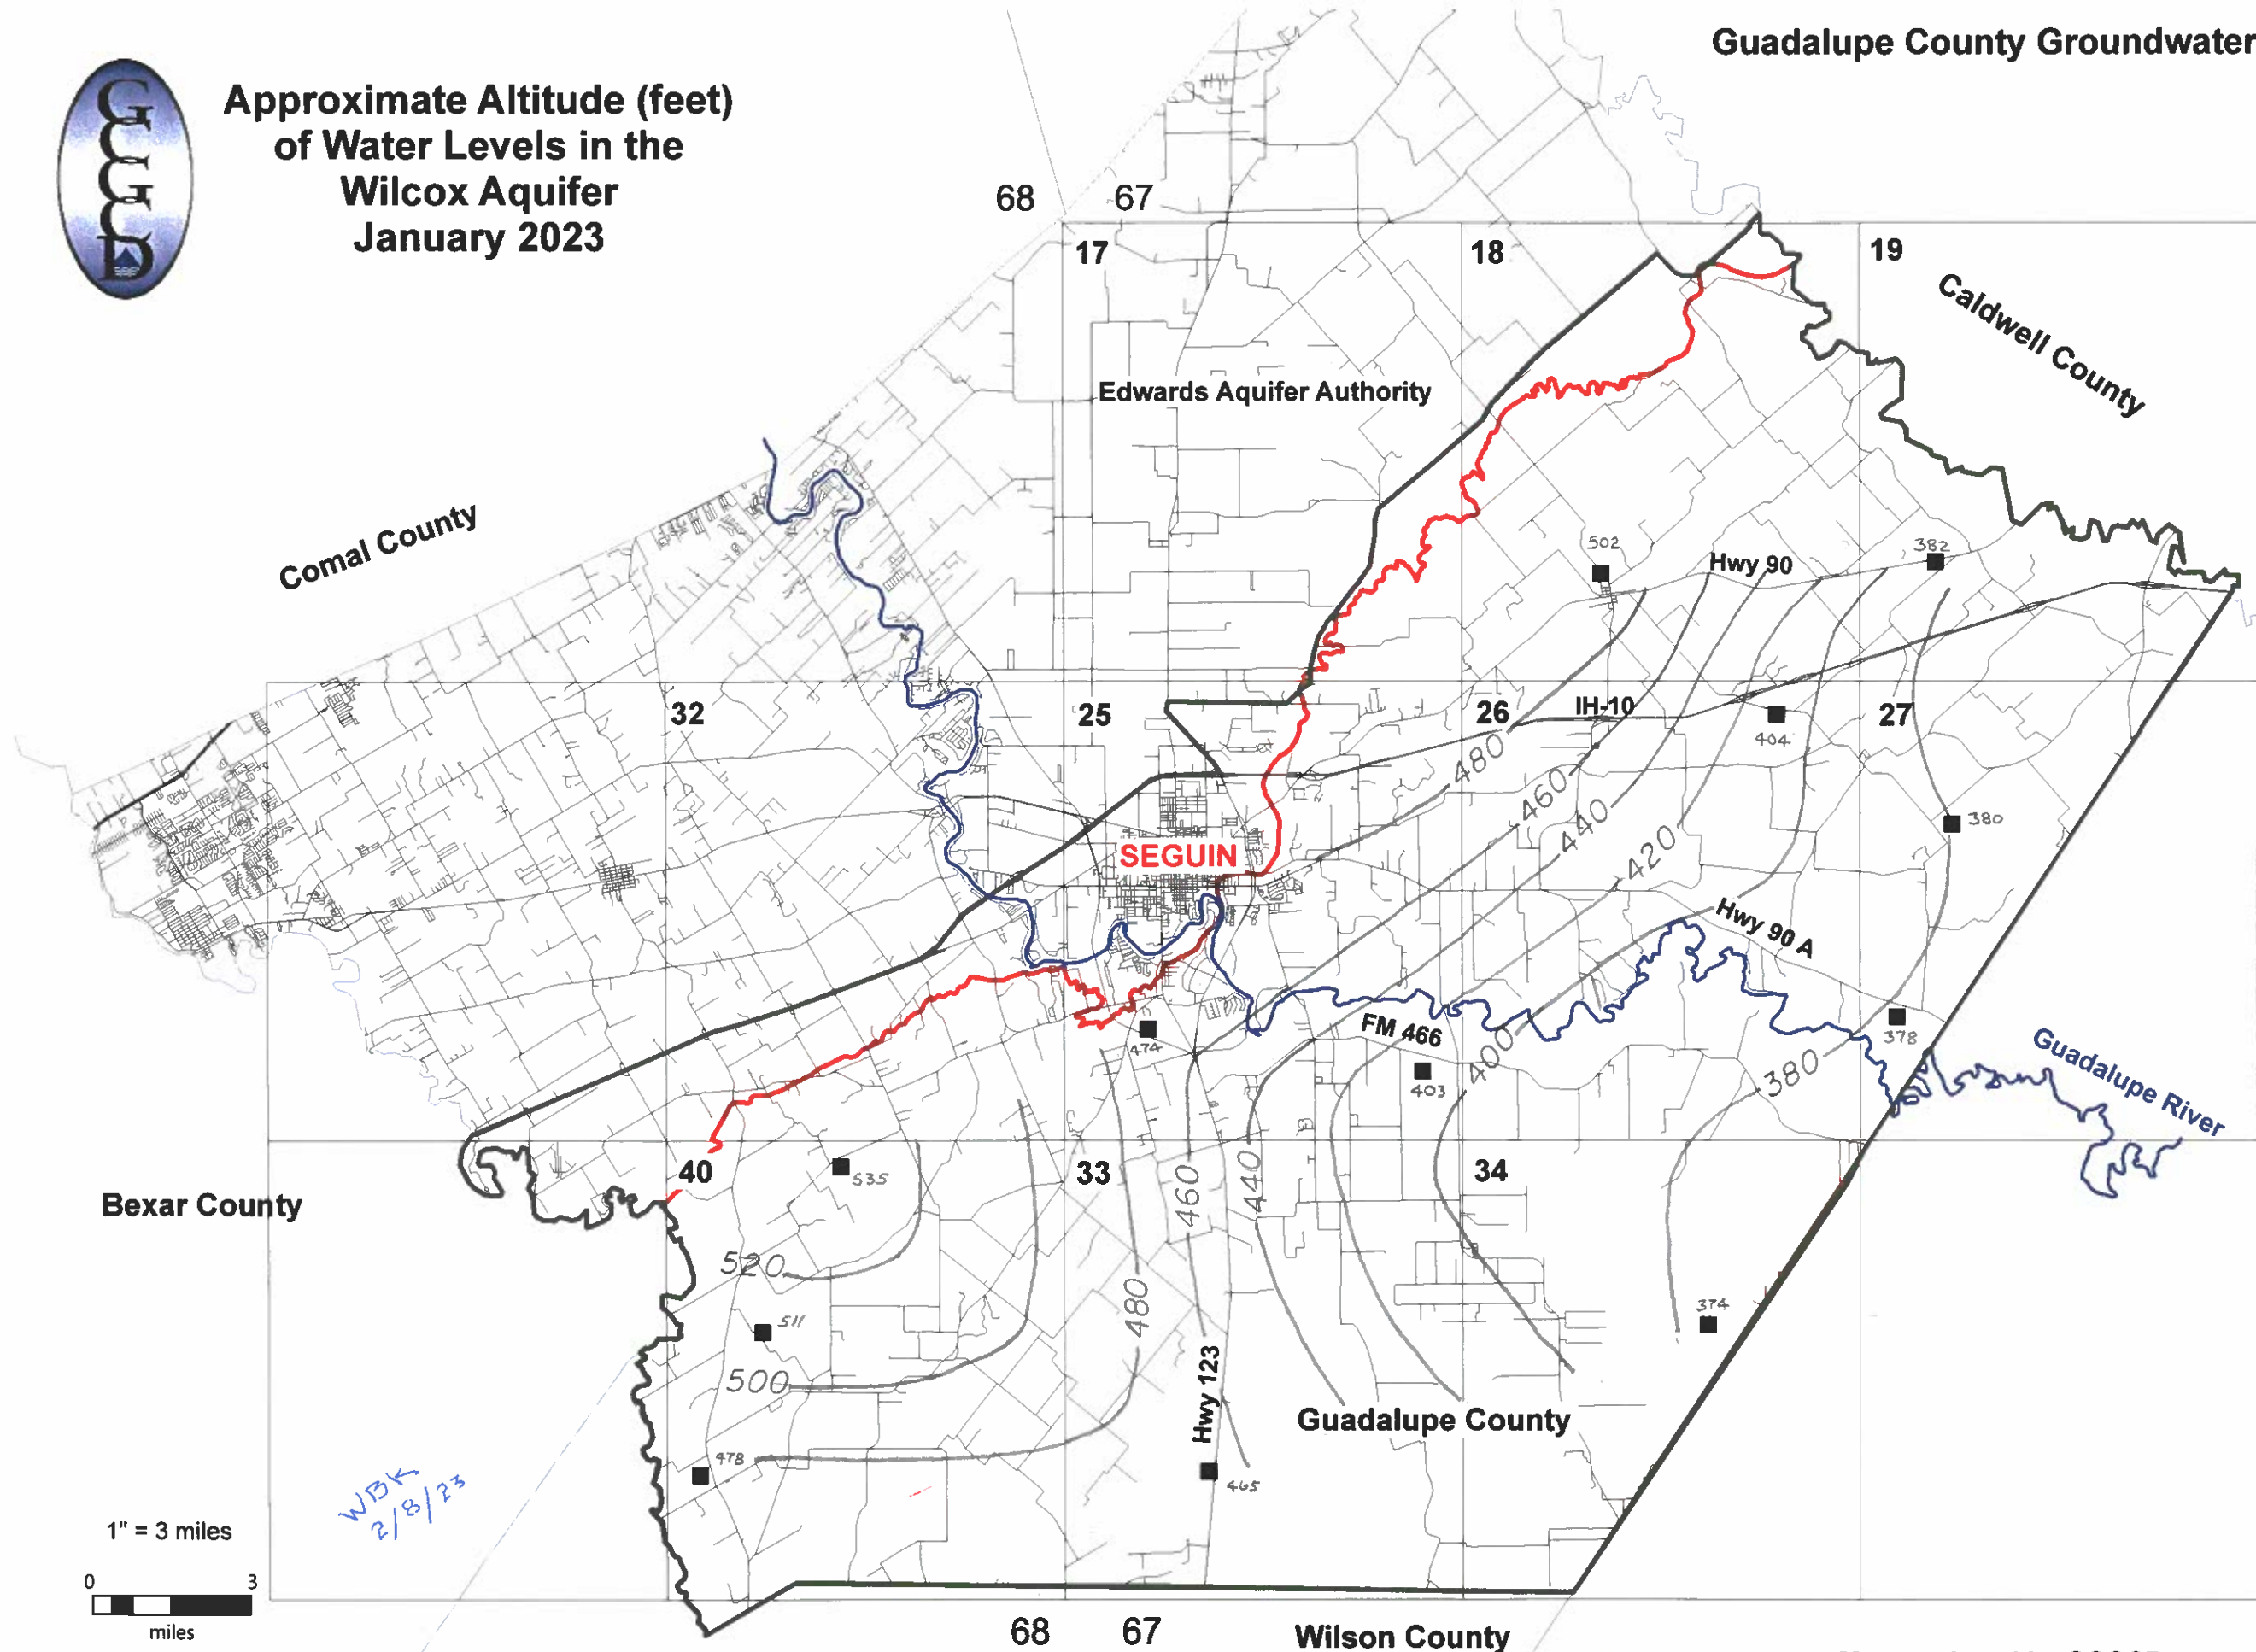 Guadalupe County Groundwater
GCGCD
Approximate Altitude (feet)
of Water Levels in the
Wilcox Aquifer
January 2023
68
67
17
18
19
Caldwell County
Edwards Aquifer Authority
Comal County
502
Hwy 90
382
32
25
26
IH-10
27
404
480
460
440
420
380
SEGUIN
Hwy 90 A
474
FM 466
403
400
380
378
Guadalupe River
Bexar County
40
535
33
460
440
34
520
480
374
511
500
Hwy 123
Guadalupe County
478
465
WBK
2/8/23
1" = 3 miles
0
3
miles
68
67
Wilson County